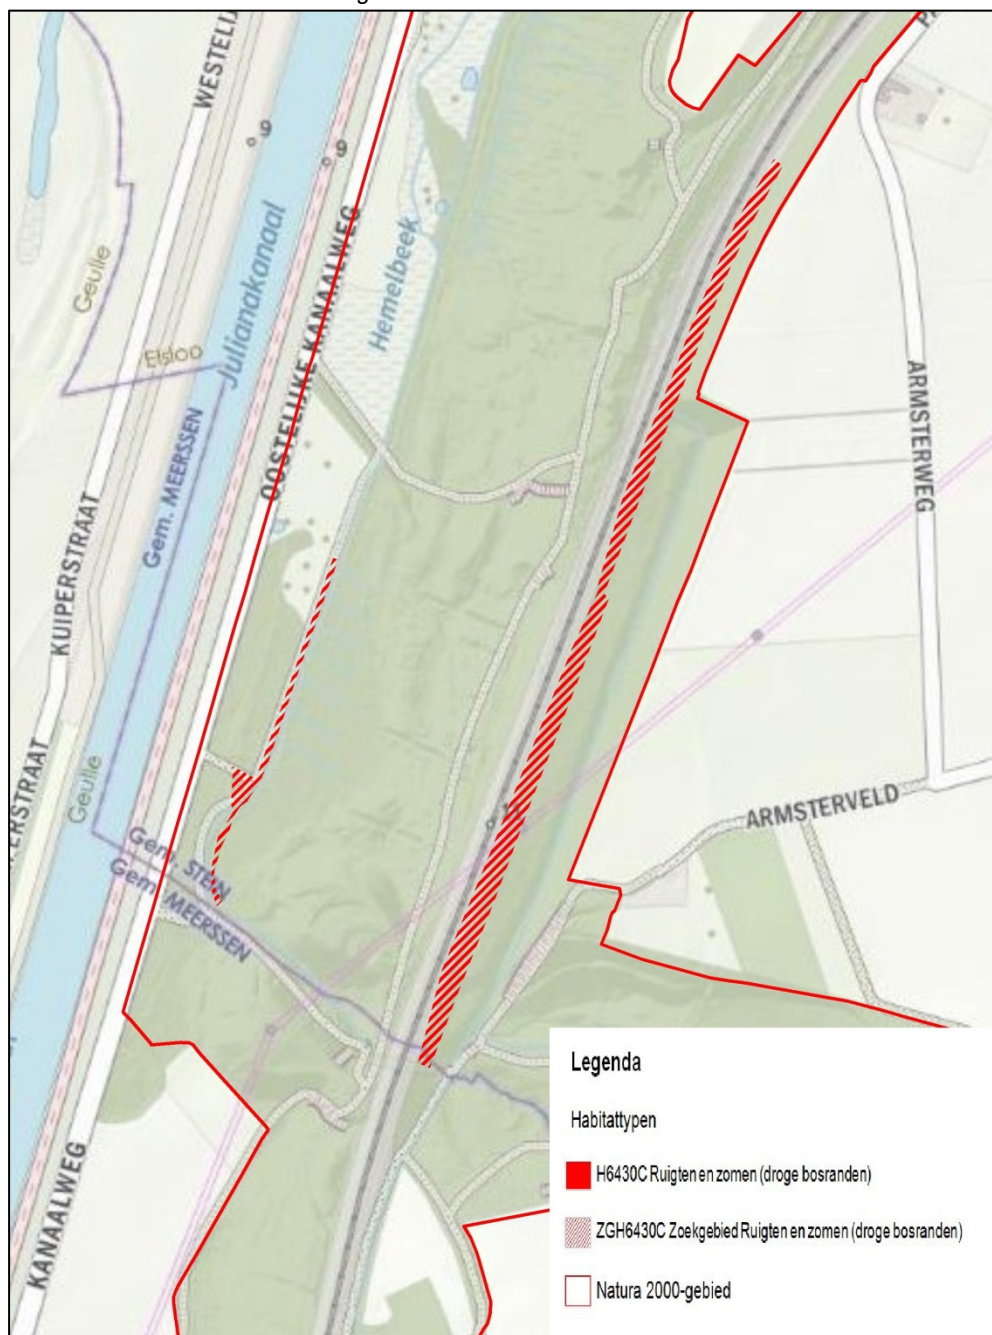 WESTELIJ
PR
9
9
Geulle
Julianakanaal
OOSTELIJKE KANAALWEG
Hemelbeek
Elsloo
Gem. MEERSSEN
KUIPERSTRAAT
ARMSTERWEG
ERSTRAAT
Geulle
ARMSTERVELD
Gem. STEIN
Gem. MEERSSEN
KANAALWEG
Legenda
Habitattypen
H6430C Ruigten en zomen (droge bosranden)
ZGH6430C Zoekgebied Ruigten en zomen (droge bosranden)
Natura 2000-gebied